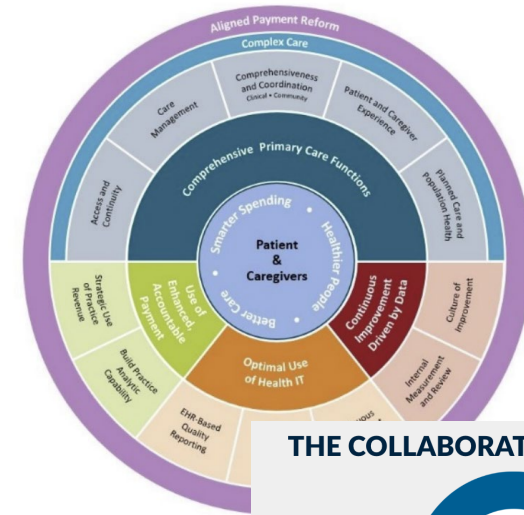 Aligned Payment Reform
Complex Care
Comprehensiveness
and Coordination
Clinical • Community
Care
Management
Patient and Caregiver
Experience
Access and
Continuity
Planned Care and
Population Health
Comprehensive Primary Care Functions
Smarter Spending • Healthier People • Better Care •
Patient
&
Caregivers
Strategic Use
of Practice
Revenue
Use of
Enhanced,
Accountable
Payment
Continuous
Improvement
Driven by Data
Culture of
Improvement
Build Practice
Analytic
Capability
Optimal Use
of Health IT
Internal
Measurement
and Review
EHR-Based
Quality
Reporting
THE COLLABORAT